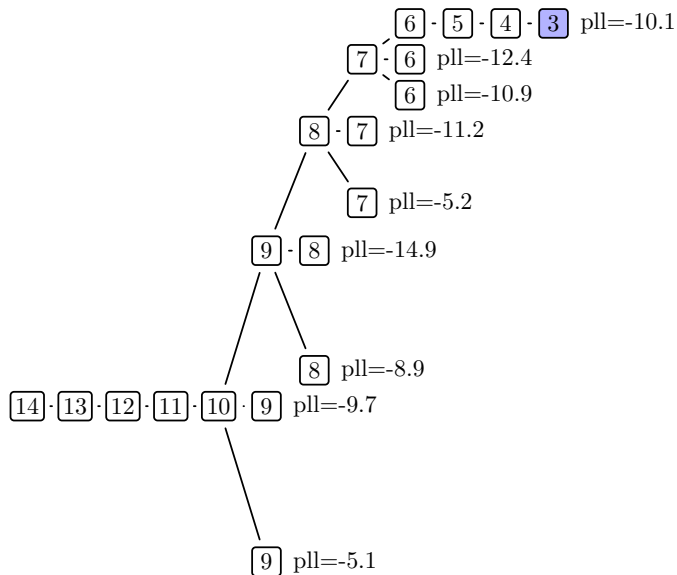 6 5 4 3 pll=-10.1
7 6 pll=-12.4
6 pll=-10.9
8 7 pll=-11.2
7 pll=-5.2
9 8 pll=-14.9
8 pll=-8.9
14 13 12 11 10 9 pll=-9.7
9 pll=-5.1